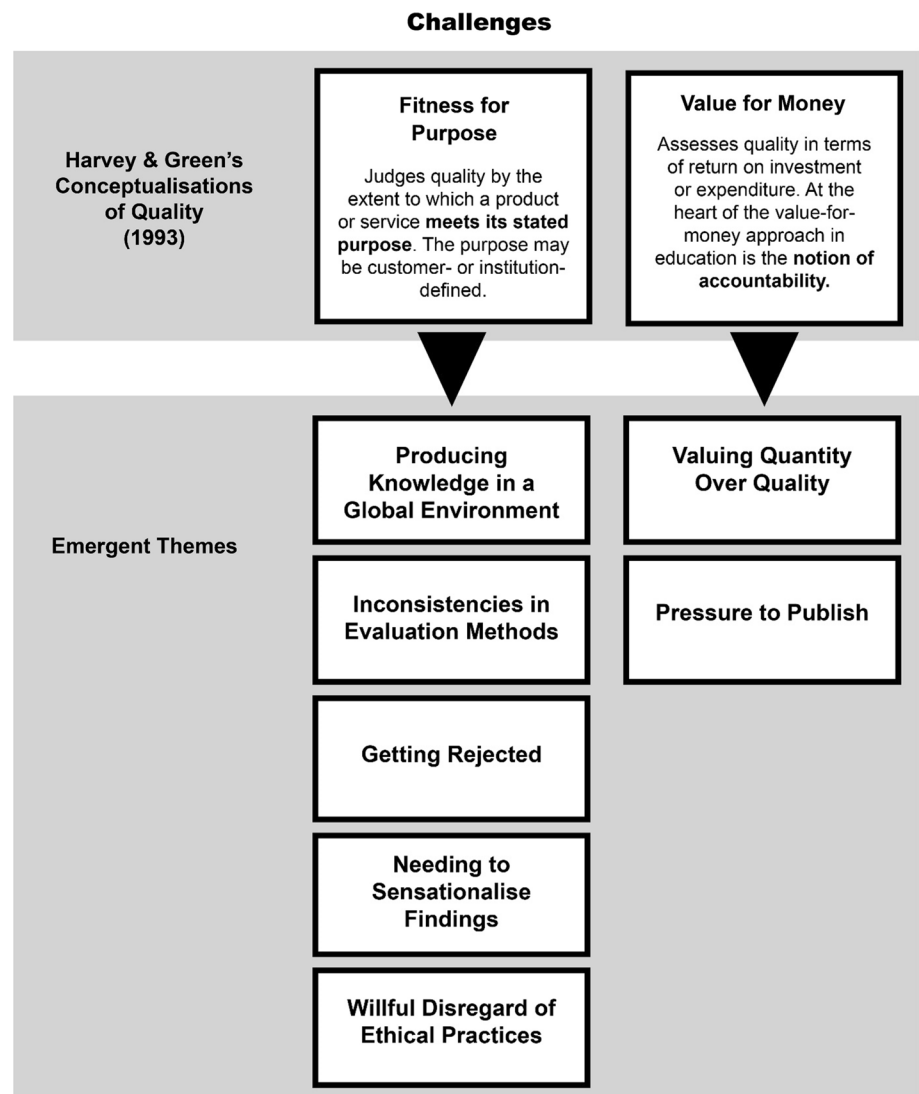 Challenges
Harvey & Green's
Conceptualisations
of Quality
(1993)
Fitness for
Purpose
Judges quality by the
extent to which a product
or service meets its stated
purpose. The purpose may
be customer- or institution-
defined.
Value for Money
Assesses quality in terms
of return on investment
or expenditure. At the
heart of the value-for-
money approach in
education is the notion of
accountability.
Emergent Themes
Producing
Knowledge in a
Global Environment
Inconsistencies in
Evaluation Methods
Getting Rejected
Needing to
Sensationalise
Findings
Willful Disregard of
Ethical Practices
Valuing Quantity
Over Quality
Pressure to Publish